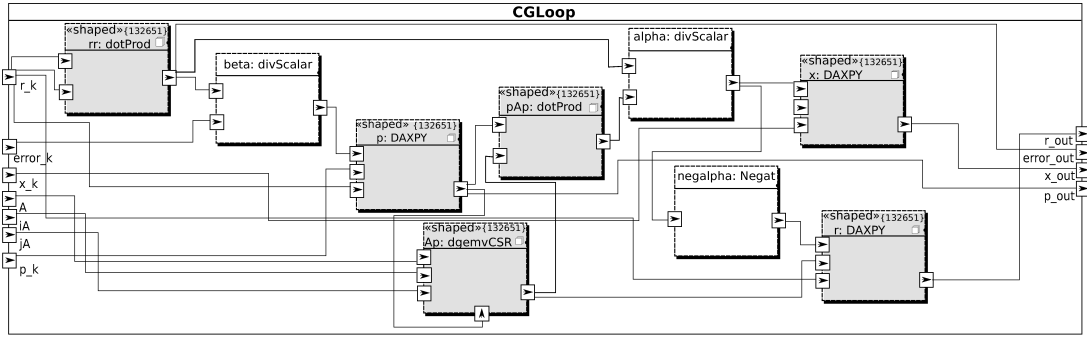 CGLoop
«shaped»{132651}
rr: dotProd
beta: divScalar
«shaped» {132651}
p: DAXPY
«shaped»{132651}
pAp: dotProd
alpha: divScalar
«shaped»{132651}
x: DAXPY
negalpha: Negat
«shaped»{132651}
r: DAXPY
«shaped»{132651}
Ap: dgemvCSR
r_k
error_k
x_k
A
IA
jA
p_k
r_out
error_out
x_out
p_out